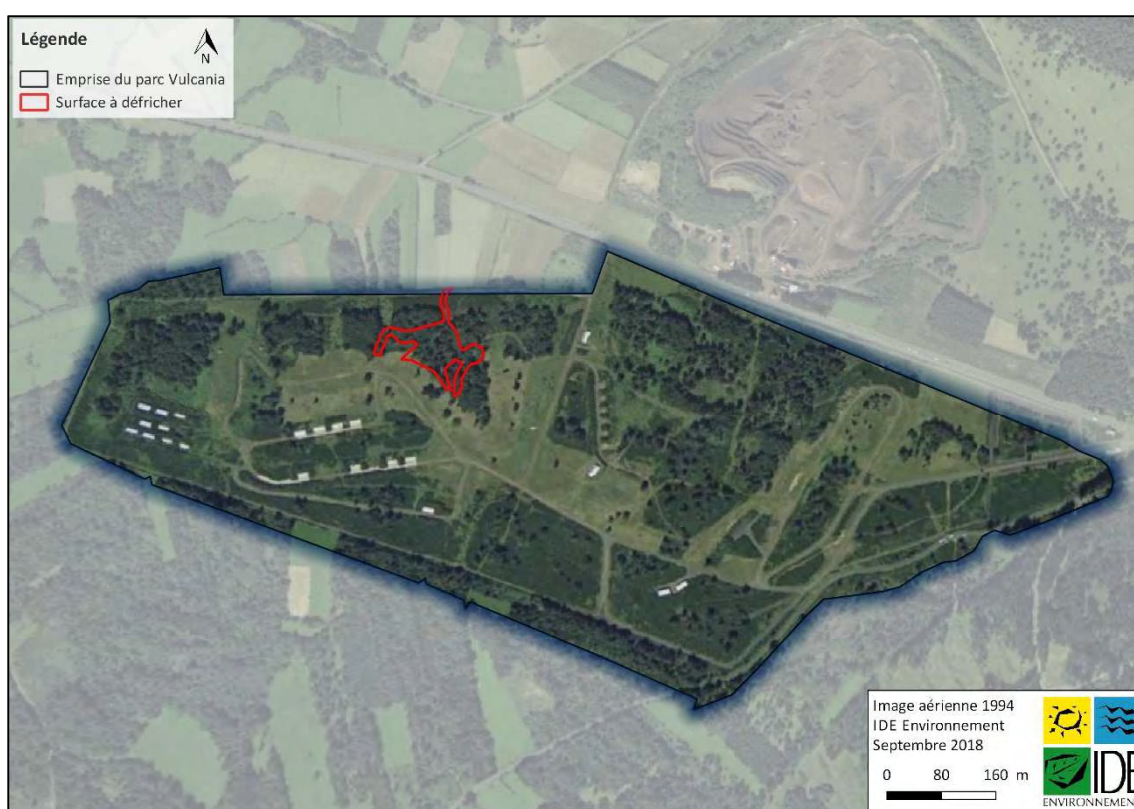 Légende
N
Emprise du parc Vulcania
Surface à défricher
Image aérienne 1994
IDE Environnement
Septembre 2018
0 80 160 m
IDE
ENVIRONNEMENT